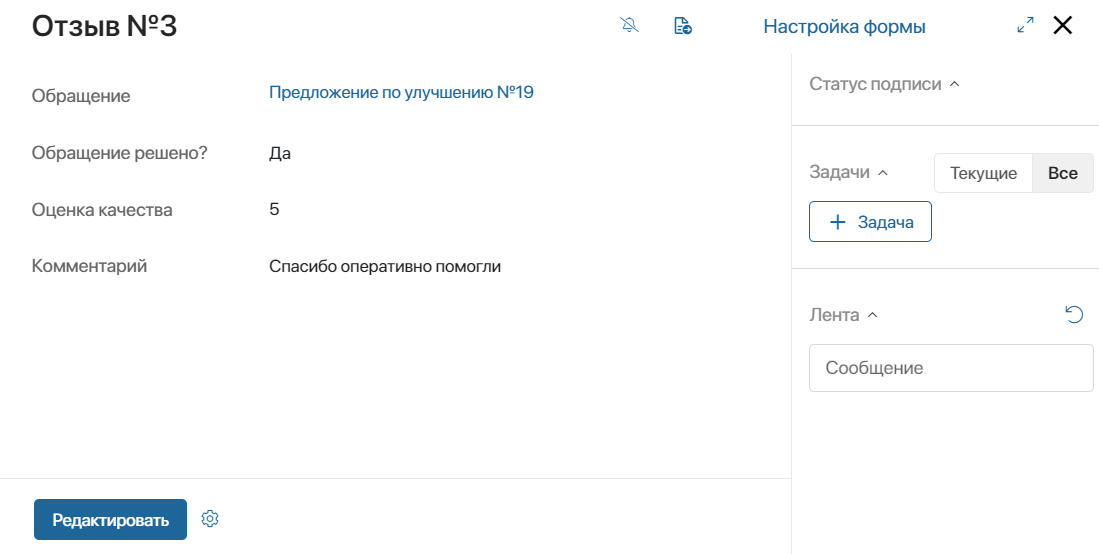 Отзыв №3
Настройка формы
Обращение
Предложение по улучшению №19
Обращение решено?
Да
Оценка качества
5
Комментарий
Спасибо оперативно помогли
Редактировать
Статус подписи
Задачи
Текущие
Все
+ Задача
Лента
Сообщение